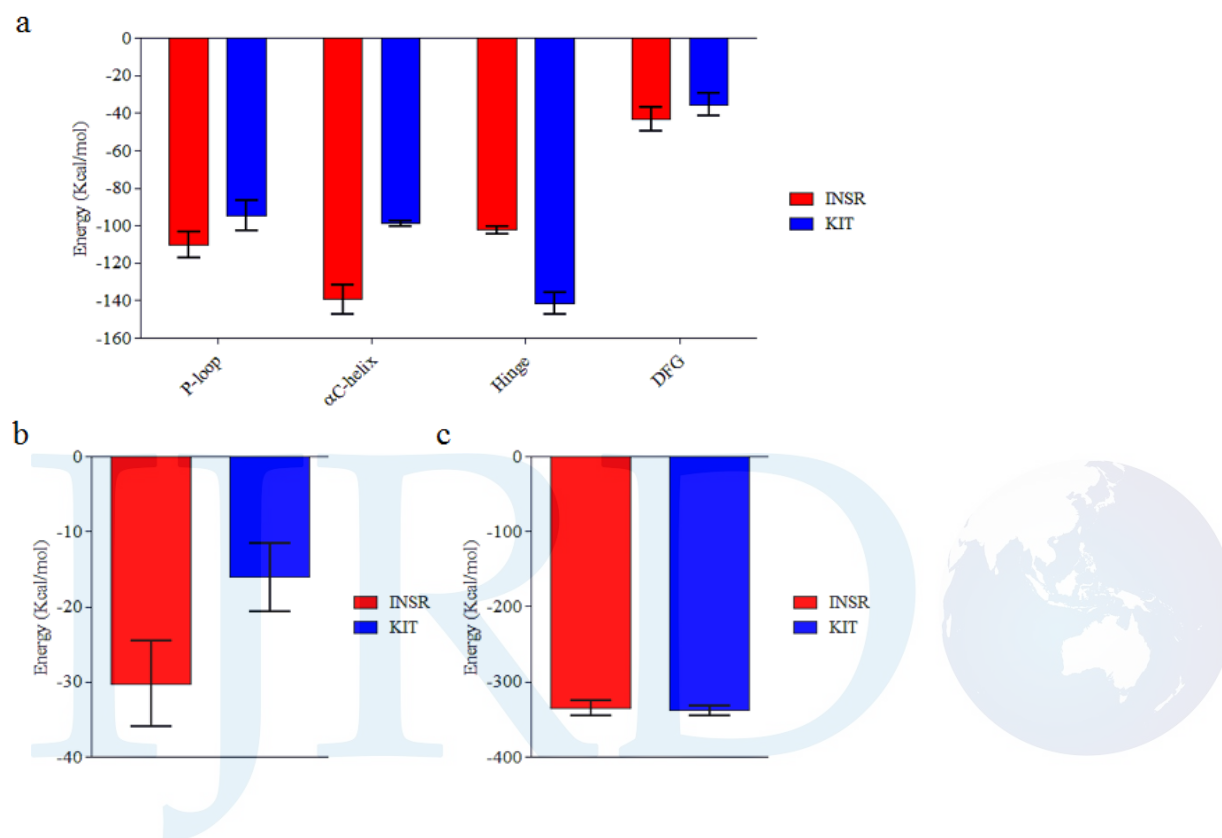 a
0
-20
-40
-60
-80
-100
-120
-140
-160
Energy (Kcal/mol)
INSR
KIT
P-loop
αC-helix
Hinge
DFG
b
0
-10
-20
-30
-40
Energy (Kcal/mol)
INSR
KIT
c
0
-100
-200
-300
-400
Energy (Kcal/mol)
INSR
KIT
IJRD